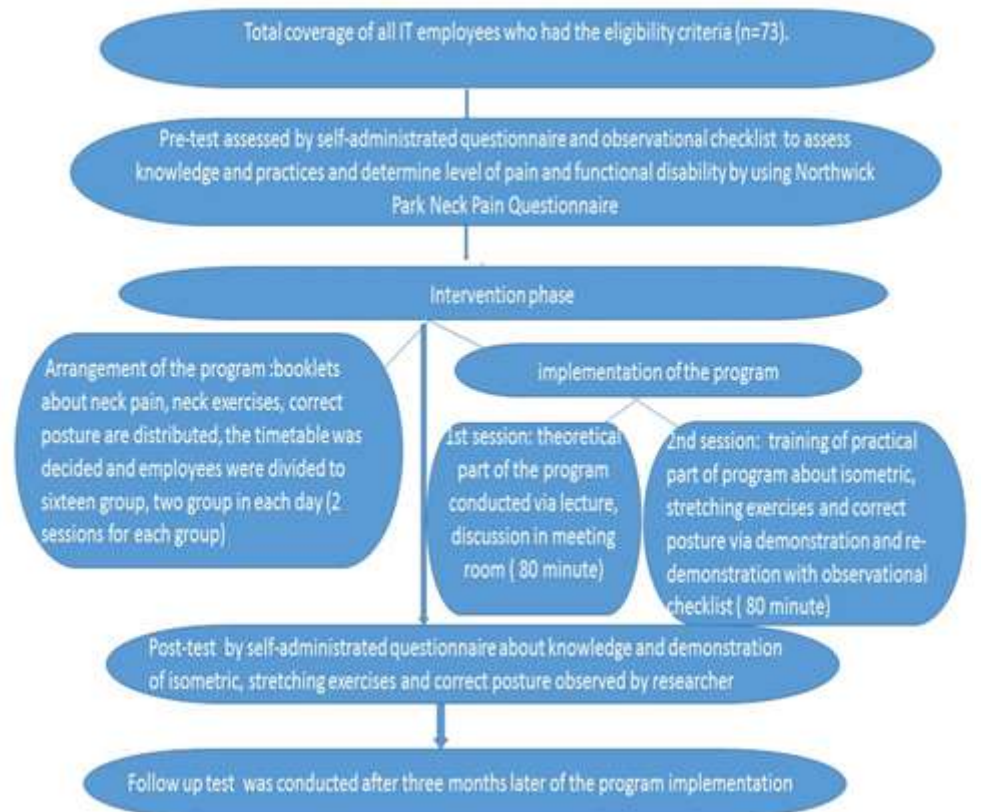 Total coverage of all IT employees who had the eligibility criteria (n=73).
Pre-test assessed by self-administrated questionnaire and observational checklist to assess
knowledge and practices and determine level of pain and functional disability by using Northwick
Park Neck Pain Questionnaire
Intervention phase
Arrangement of the program :booklets
about neck pain, neck exercises, correct
posture are distributed, the timetable was
decided and employees were divided to
sixteen group, two group in each day (2
sessions for each group)
implementation of the program
1st session: theoretical
part of the program
conducted via lecture,
discussion in meeting
room ( 80 minute)
2nd session: training of practical
part of program about isometric,
stretching exercises and correct
posture via demonstration and re-
demonstration with observational
checklist ( 80 minute)
Post-test by self-administrated questionnaire about knowledge and demonstration
of isometric, stretching exercises and correct posture observed by researcher
Follow up test was conducted after three months later of the program implementation